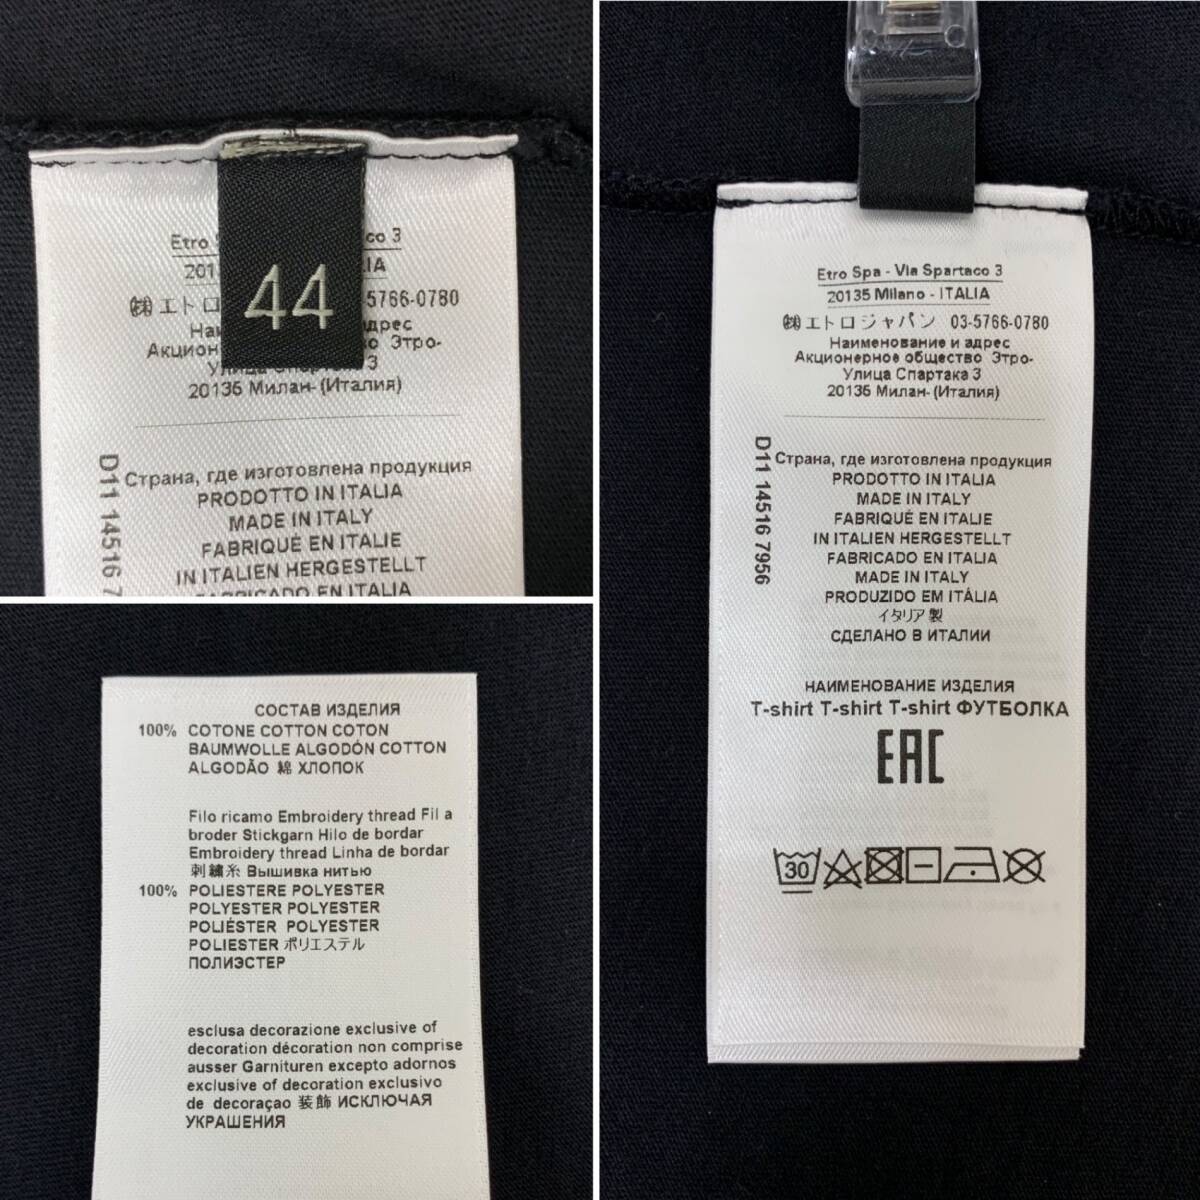 44
Etro
co 3
201
LIA
㈱エトロ
5766-0780
На
дрес
Акцион
о Этро-
Ули
3
20135 Милан- (Италия)
D11 14516 7
Страна, где изготовлена продукция
PRODOTTO IN ITALIA
MADE IN ITALY
FABRIQUÉ EN ITALIE
IN ITALIEN HERGESTELLT
FABRICADO EN ITALIA
СОСТАВ ИЗДЕЛИЯ
100% COTONE COTTON COTON
BAUMWOLLE ALGODÓN COTTON
ALGODÃO 綿 ХЛОПОК
Filo ricamo Embroidery thread Fil a
broder Stickgarn Hilo de bordar
Embroidery thread Linha de bordar
刺繍糸 Вышивка нитью
100% POLIESTERE POLYESTER
POLYESTER POLYESTER
POLIÉSTER POLYESTER
POLIESTER ポリエステル
ПОЛИЭСТЕР
esclusa decorazione exclusive of
decoration décoration non comprise
ausser Garnituren excepto adornos
exclusive of decoration exclusivo
de decoraçao 装飾 ИСКЛЮЧАЯ
УКРАШЕНИЯ
Etro Spa - Via Spartaco 3
20135 Milano - ITALIA
㈱エトロジャパン 03-5766-0780
Наименование и адрес
Акционерное общество Этро-
Улица Спартака 3
20135 Милан- (Италия)
D11 14516 7956
Страна, где изготовлена продукция
PRODOTTO IN ITALIA
MADE IN ITALY
FABRIQUÉ EN ITALIE
IN ITALIEN HERGESTELLT
FABRICADO EN ITALIA
MADE IN ITALY
PRODUZIDO EM ITÁLIA
イタリア製
СДЕЛАНО В ИТАЛИИ
НАИМЕНОВАНИЕ ИЗДЕЛИЯ
T-shirt T-shirt T-shirt ФУТБОЛКА
EAC
30